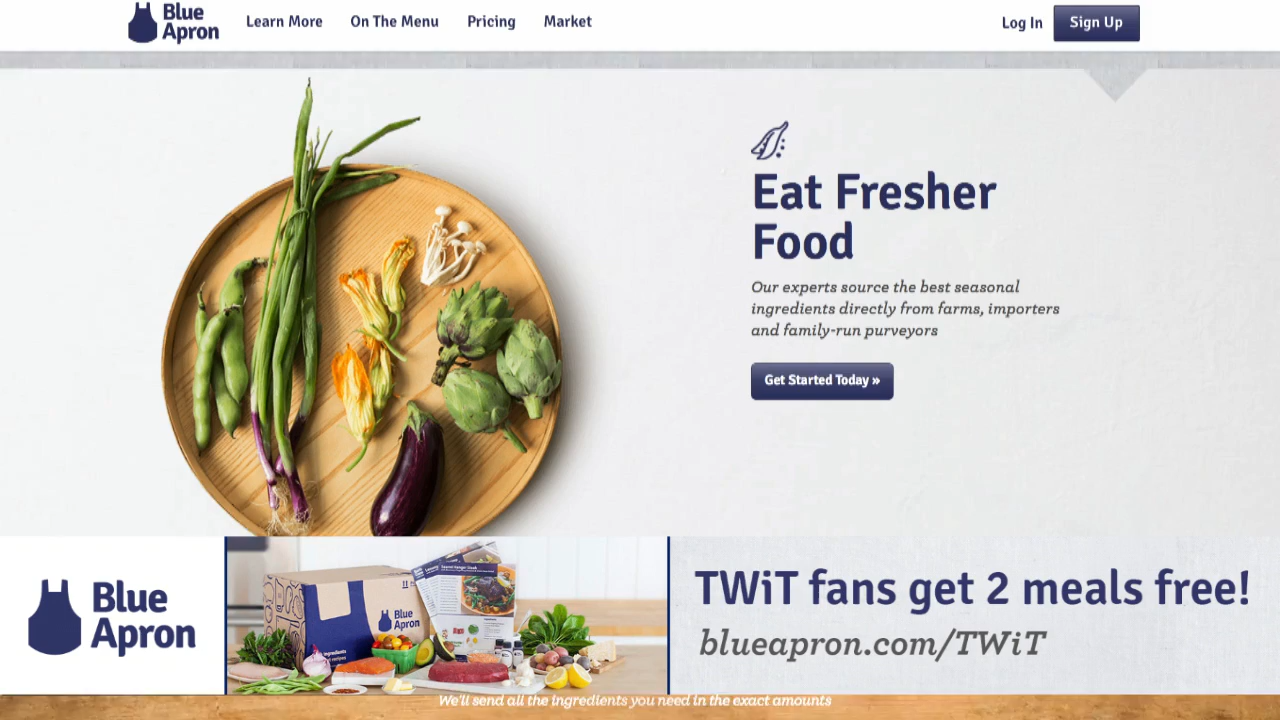 Blue
Apron
Learn More
On The Menu
Pricing
Market
Log In
Sign Up
Eat Fresher
Food
Our experts source the best seasonal
ingredients directly from farms, importers
and family-run purveyors
Get Started Today »
Blue
Apron
Blue
Apron
TWiT fans get 2 meals free!
blueapron.com/TWiT
We'll send all the ingredients you need in the exact amounts